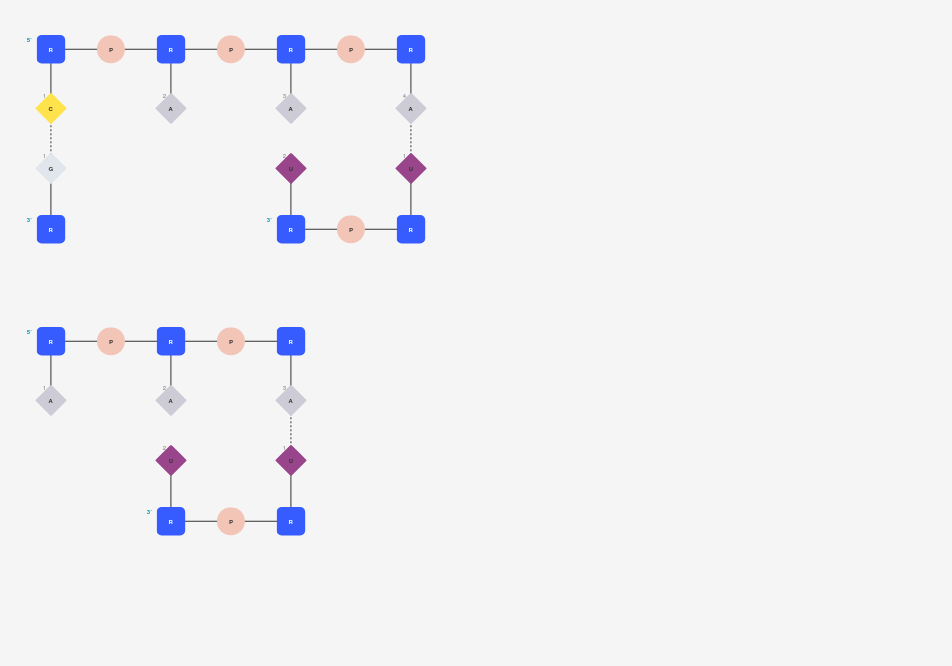 5' R P R P R P R
1 2 3 4
C A A A
1 2 1
G U U
3' R 3' R P R
5' R P R P R
1 2 3
A A A
2 1
U U
3' R P R